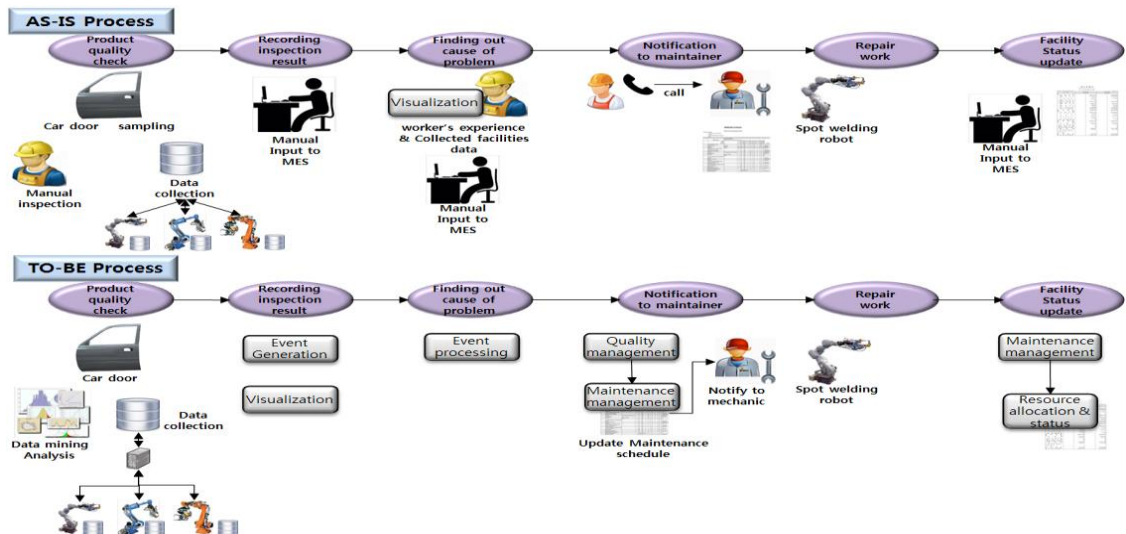 AS-IS Process
Product
quality
check
Recording
inspection
result
Finding out
cause of
problem
Notification
to maintainer
Repair
work
Facility
Status
update
Car door    sampling
Manual
inspection
Data
collection
Manual
Input to
MES
Visualization
worker's experience
& Collected facilities
data
Manual
Input to
MES
call
Spot welding
robot
Manual
Input to
MES
TO-BE Process
Product
quality
check
Recording
inspection
result
Finding out
cause of
problem
Notification
to maintainer
Repair
work
Facility
Status
update
Car door
Data mining
Analysis
Data
collection
Event
Generation
Visualization
Event
processing
Quality
management
Maintenance
management
Update Maintenance
schedule
Notify to
mechanic
Spot welding
robot
Maintenance
management
Resource
allocation &
status